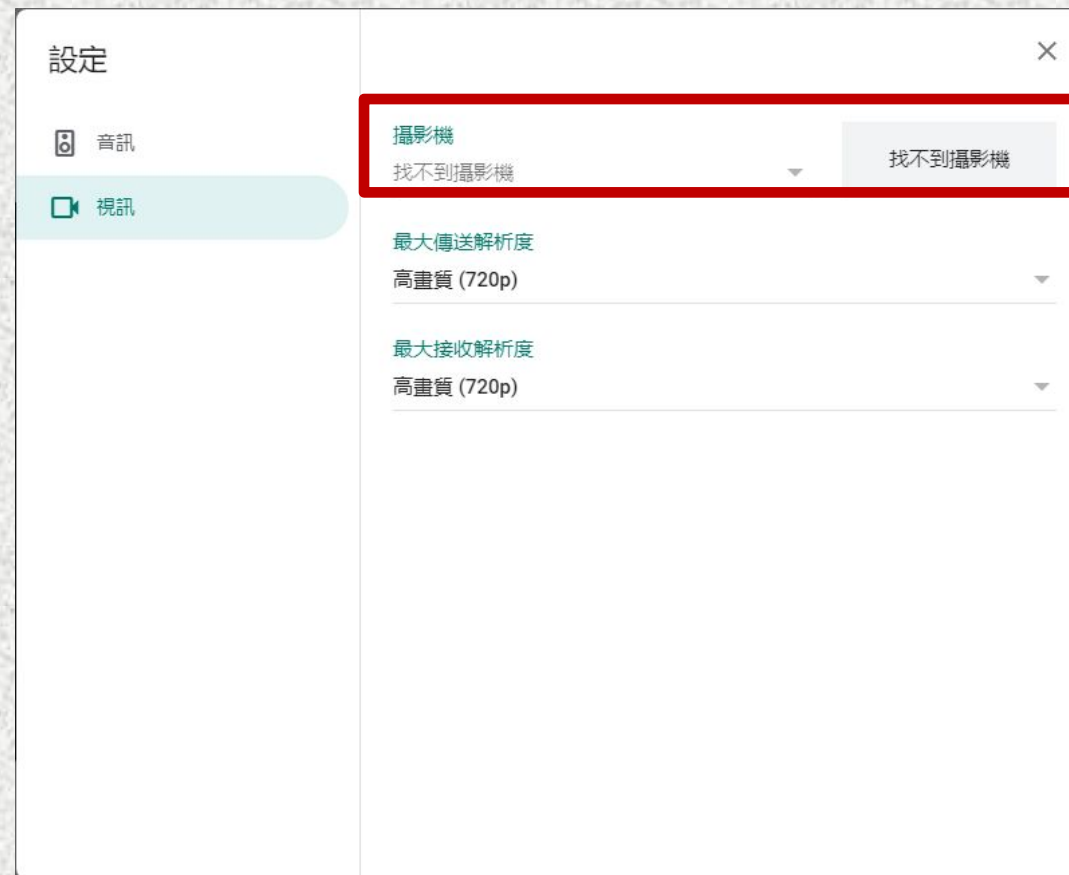 設定
音訊
視訊
攝影機
找不到攝影機
找不到攝影機
最大傳送解析度
高畫質 (720p)
最大接收解析度
高畫質 (720p)